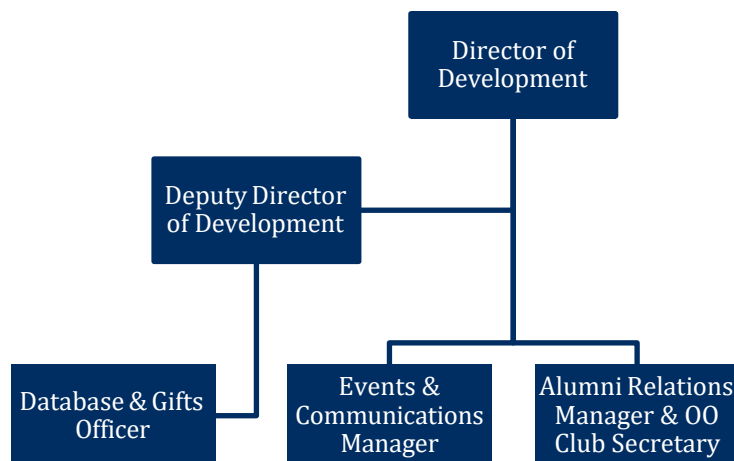 Director of
Development
Deputy Director
of Development
Database & Gifts
Officer
Events &
Communications
Manager
Alumni Relations
Manager & OO
Club Secretary